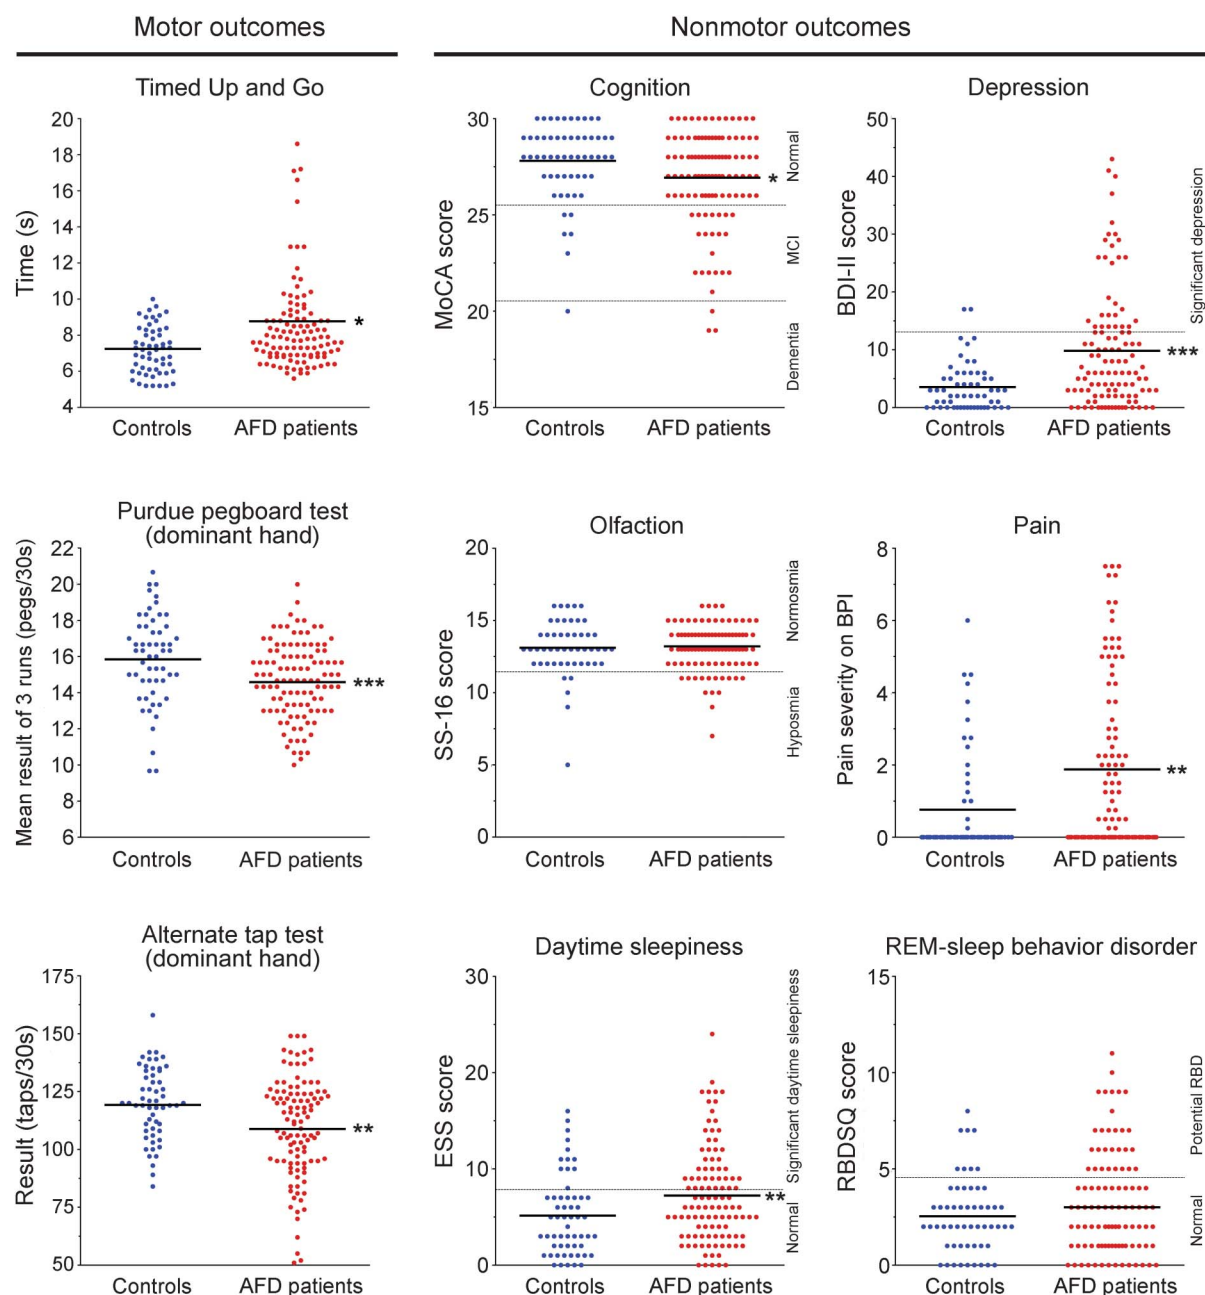 Motor outcomes
Nonmotor outcomes
Timed Up and Go
Time (s)
20
18
16
14
12
10
8
6
4
*
Controls
AFD patients
Cognition
MoCA score
30
25
20
15
Normal
MCI
Dementia
*
Controls
AFD patients
Depression
BDI-II score
50
40
30
20
10
0
Significant depression
***
Controls
AFD patients
Purdue pegboard test
(dominant hand)
Mean result of 3 runs (pegs/30s)
22
20
18
16
14
12
10
8
6
***
Controls
AFD patients
Olfaction
SS-16 score
20
15
10
5
0
Normosmia
Hyposmia
Controls
AFD patients
Pain
Pain severity on BPI
8
6
4
2
0
**
Controls
AFD patients
Alternate tap test
(dominant hand)
Result (taps/30s)
175
150
125
100
75
50
**
Controls
AFD patients
Daytime sleepiness
ESS score
30
20
10
0
Significant daytime sleepiness
Normal
**
Controls
AFD patients
REM-sleep behavior disorder
RBDSQ score
15
10
5
0
Potential RBD
Normal
Controls
AFD patients